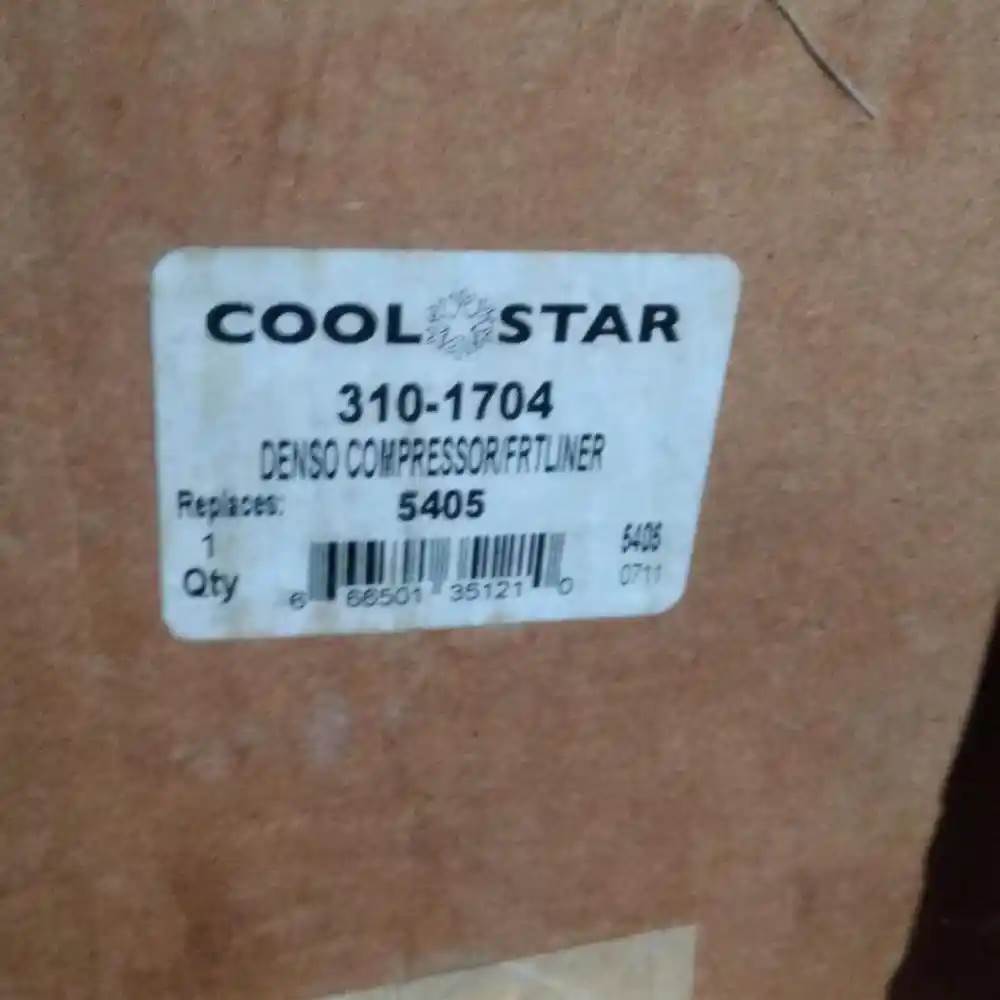 COOL STAR
310-1704
DENSO COMPRESSOR/FRTLINER
Replaces: 5405
1
Qty
6 66501 35121 0
5405
0711